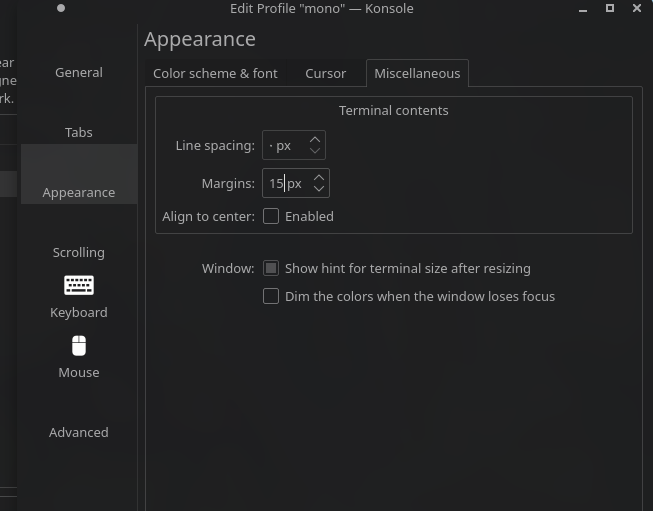 Edit Profile "mono" — Konsole
Appearance
ear
gne
rk.
General
Tabs
Appearance
Scrolling
Keyboard
Mouse
Advanced
Color scheme & font
Cursor
Miscellaneous
Terminal contents
Line spacing: · px
Margins: 15 px
Align to center: Enabled
Window: Show hint for terminal size after resizing
Dim the colors when the window loses focus